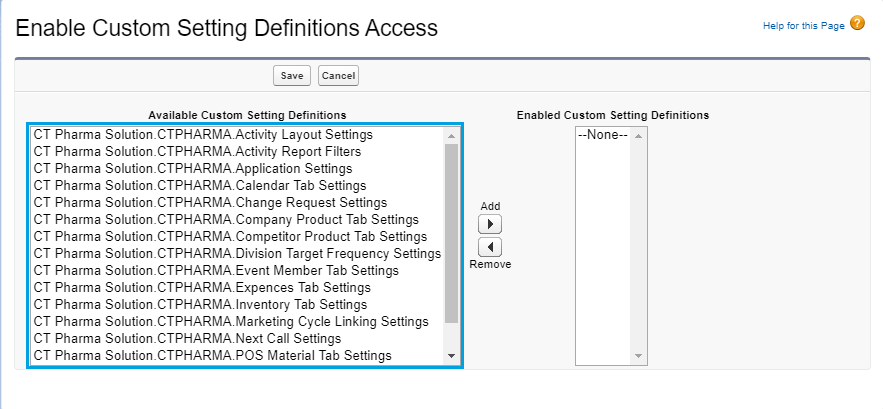 Enable Custom Setting Definitions Access
Help for this Page ?
Save Cancel
Available Custom Setting Definitions
CT Pharma Solution.CTPHARMA.Activity Layout Settings
CT Pharma Solution.CTPHARMA.Activity Report Filters
CT Pharma Solution.CTPHARMA.Application Settings
CT Pharma Solution.CTPHARMA.Calendar Tab Settings
CT Pharma Solution.CTPHARMA.Change Request Settings
CT Pharma Solution.CTPHARMA.Company Product Tab Settings
CT Pharma Solution.CTPHARMA.Competitor Product Tab Settings
CT Pharma Solution.CTPHARMA.Division Target Frequency Settings
CT Pharma Solution.CTPHARMA.Event Member Tab Settings
CT Pharma Solution.CTPHARMA.Expences Tab Settings
CT Pharma Solution.CTPHARMA.Inventory Tab Settings
CT Pharma Solution.CTPHARMA.Marketing Cycle Linking Settings
CT Pharma Solution.CTPHARMA.Next Call Settings
CT Pharma Solution.CTPHARMA.POS Material Tab Settings
Add
Remove
Enabled Custom Setting Definitions
--None--